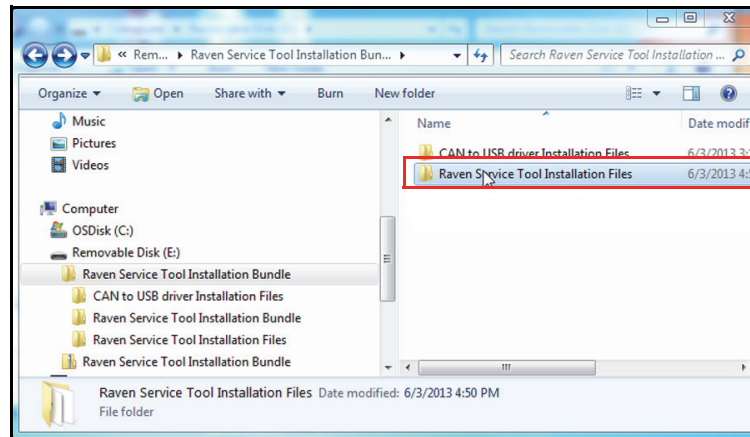 « Rem... ▸ Raven Service Tool Installation Bun... ▸ Search Raven Service Tool Installation ...
Organize Open Share with Burn New folder
Music
Pictures
Videos
Computer
OSDisk (C:)
Removable Disk (E:)
Raven Service Tool Installation Bundle
CAN to USB driver Installation Files
Raven Service Tool Installation Bundle
Raven Service Tool Installation Files
Raven Service Tool Installation Bundle
Name Date modif
CAN to USB driver Installation Files 6/3/2013 3:
Raven Service Tool Installation Files 6/3/2013 4:
Raven Service Tool Installation Files Date modified: 6/3/2013 4:50 PM
File folder